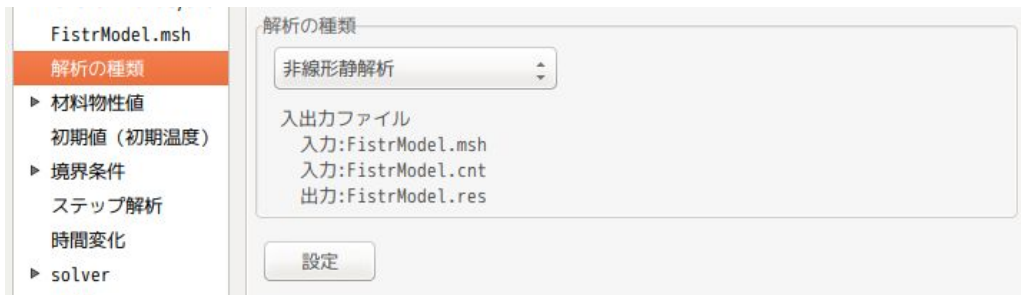 FistrModel.msh
解析の種類
材料物性値
初期値（初期温度）
境界条件
ステップ解析
時間変化
solver
解析の種類
非線形静解析
入出力ファイル
入力:FistrModel.msh
入力:FistrModel.cnt
出力:FistrModel.res
設定